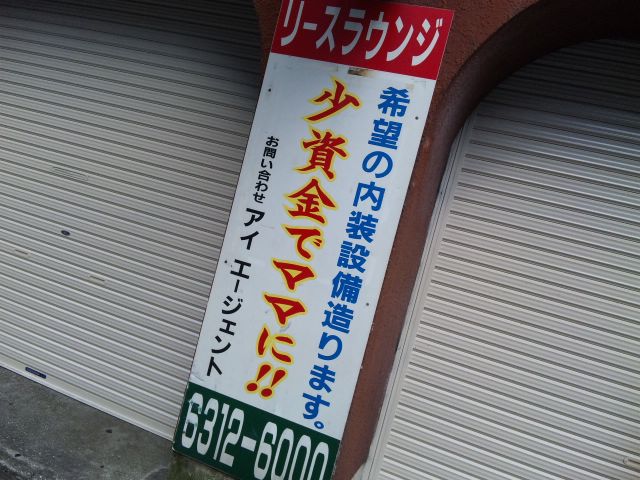 リースラウンジ
希望の内装設備造ります。
少資金でママに!!
お問い合わせ アイ エージェント
6312-6000